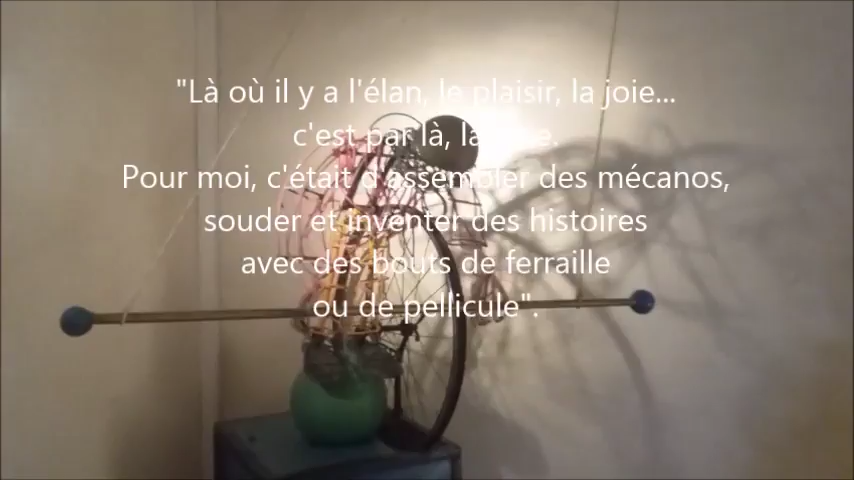 "Là où il y a l'élan, le plaisir, la joie...
c'est par là, la
Pour moi, c'était d'assembler des mécanos,
souder et inventer des histoires
avec des bouts de ferraille
ou de pellicule".